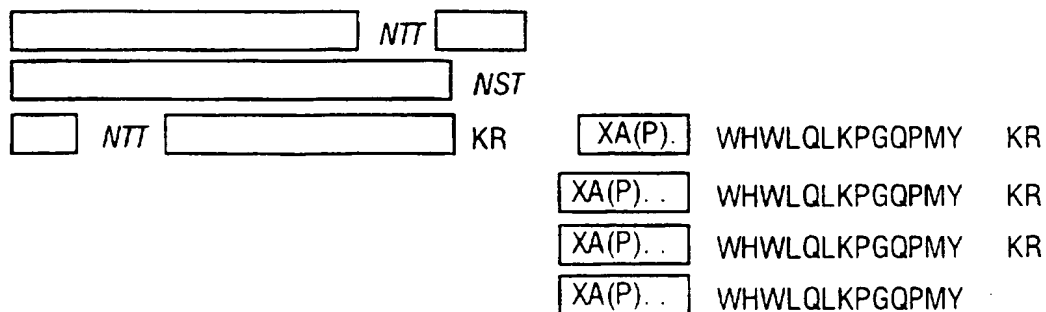 NTT
NST
NTT KR XA(P). WHWLQLKPGQPMY KR
XA(P). . WHWLQLKPGQPMY KR
XA(P). . WHWLQLKPGQPMY KR
XA(P). . WHWLQLKPGQPMY